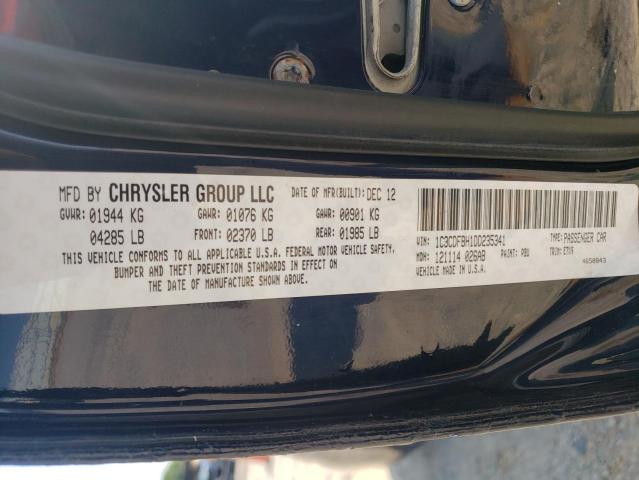 MFD BY CHRYSLER GROUP LLC DATE OF MFR(BUILT): DEC 12
GVWR: 01944 KG GAWR: 01076 KG GAWR: 00901 KG
04285 LB FRONT: 02370 LB REAR: 01985 LB
THIS VEHICLE CONFORMS TO ALL APPLICABLE U.S.A. FEDERAL MOTOR VEHICLE SAFETY,
BUMPER AND THEFT PREVENTION STANDARDS IN EFFECT ON
THE DATE OF MANUFACTURE SHOWN ABOVE.
VIN: 1C3CDFBH1DD235341 TYPE: PASSENGER CAR
MDH: 121114 026AB PAINT: PBU TRIM:
VEHICLE MADE IN U.S.A. 4658843